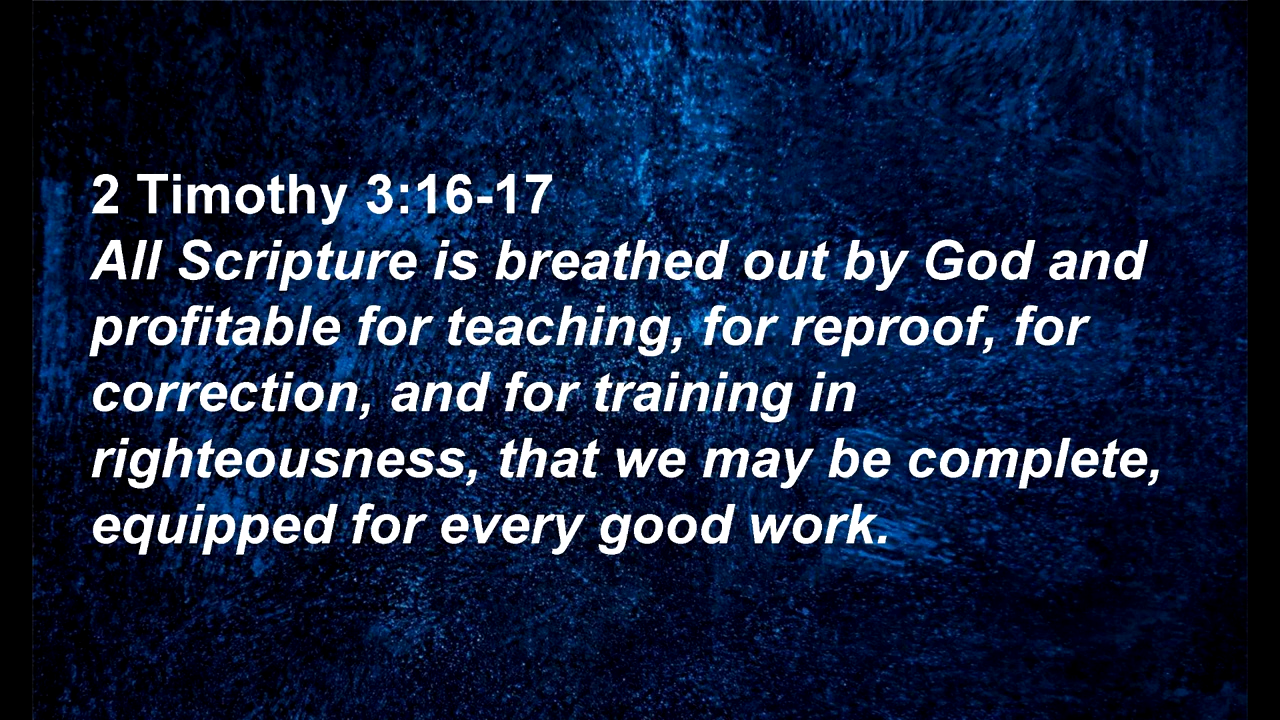 2 Timothy 3:16-17
All Scripture is breathed out by God and
profitable for teaching, for reproof, for
correction, and for training in
righteousness, that we may be complete,
equipped for every good work.